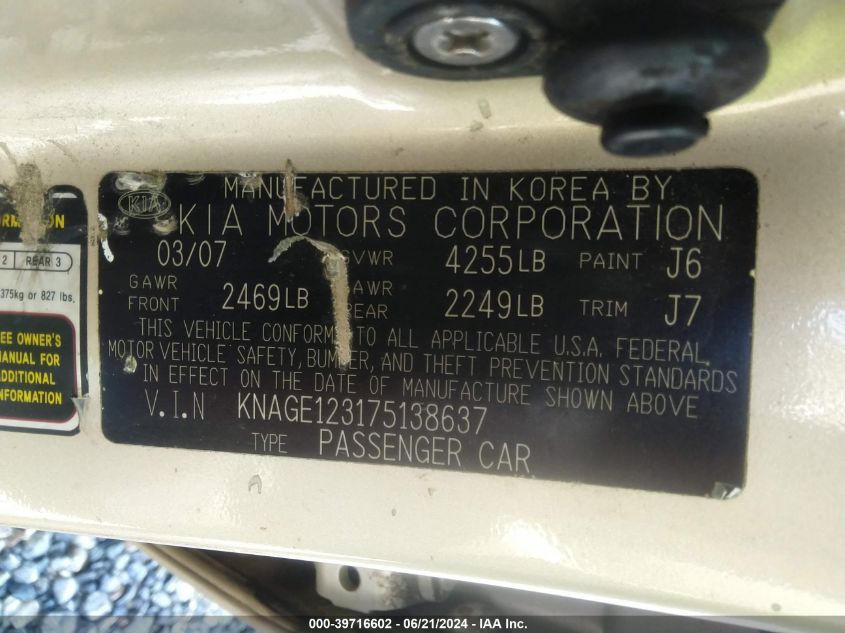 MANUFACTURED IN KOREA BY
KIA
KIA MOTORS CORPORATION
03/07 GVWR 4255LB PAINT J6
GAWR FRONT 2469LB GAWR REAR 2249LB TRIM J7
THIS VEHICLE CONFORMS TO ALL APPLICABLE U.S.A. FEDERAL
MOTOR VEHICLE SAFETY, BUMPER, AND THEFT PREVENTION STANDARDS
IN EFFECT ON THE DATE OF MANUFACTURE SHOWN ABOVE
V.I.N KNAGE123175138637
TYPE PASSENGER CAR
2 REAR 3
375kg or 827 lbs.
OWNER'S
MANUAL FOR
ADDITIONAL
INFORMATION
000-39716602 - 06/21/2024 - IAA Inc.